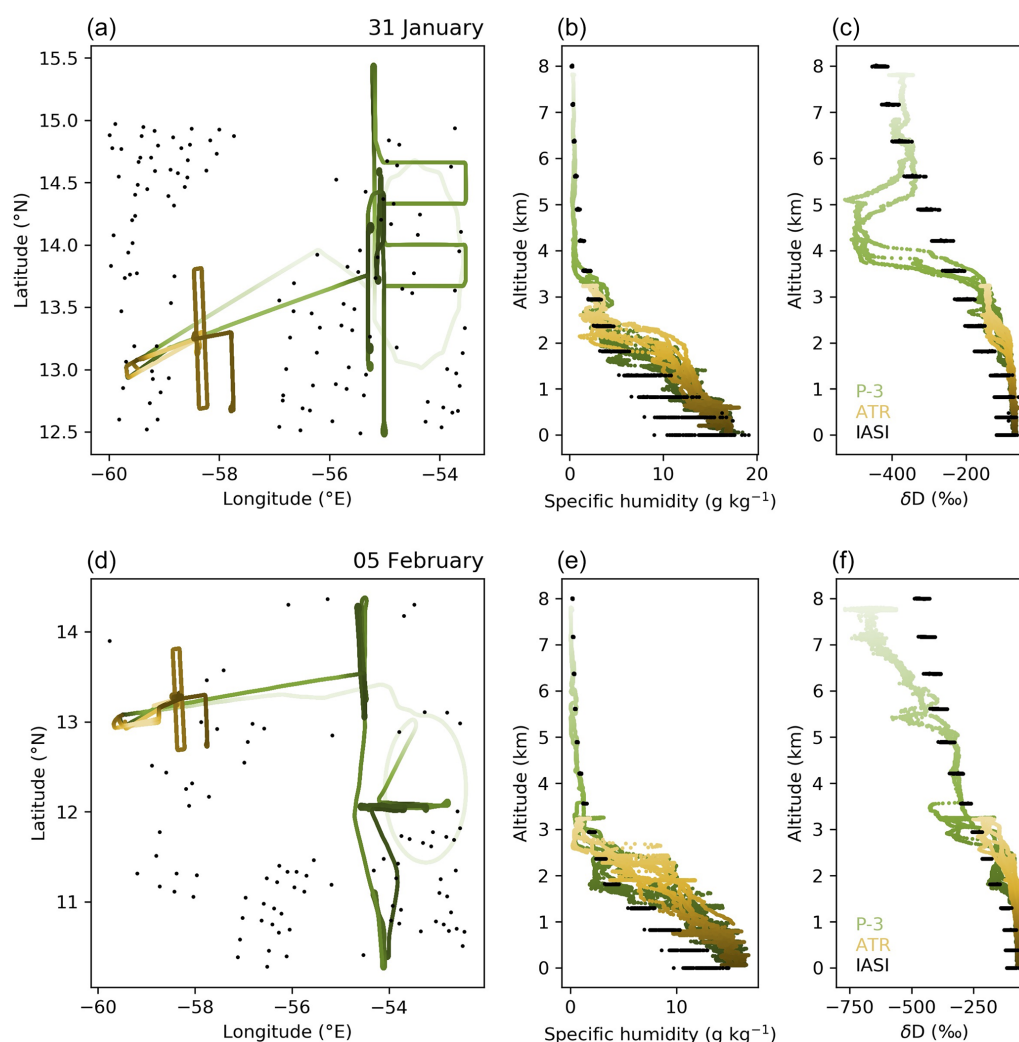 (a) 31 January
15.5
15.0
14.5
14.0
13.5
13.0
12.5
Latitude (°N)
−60 −58 −56 −54
Longitude (°E)
(b)
8
7
6
5
4
3
2
1
0
Altitude (km)
0 10 20
Specific humidity (g kg⁻¹)
(c)
8
7
6
5
4
3
2
1
0
Altitude (km)
P-3
ATR
IASI
−400 −200
δD (‰)
(d) 05 February
14
13
12
11
Latitude (°N)
−60 −58 −56 −54
Longitude (°E)
(e)
8
7
6
5
4
3
2
1
0
Altitude (km)
0 10
Specific humidity (g kg⁻¹)
(f)
8
7
6
5
4
3
2
1
0
Altitude (km)
P-3
ATR
IASI
−750 −500 −250
δD (‰)